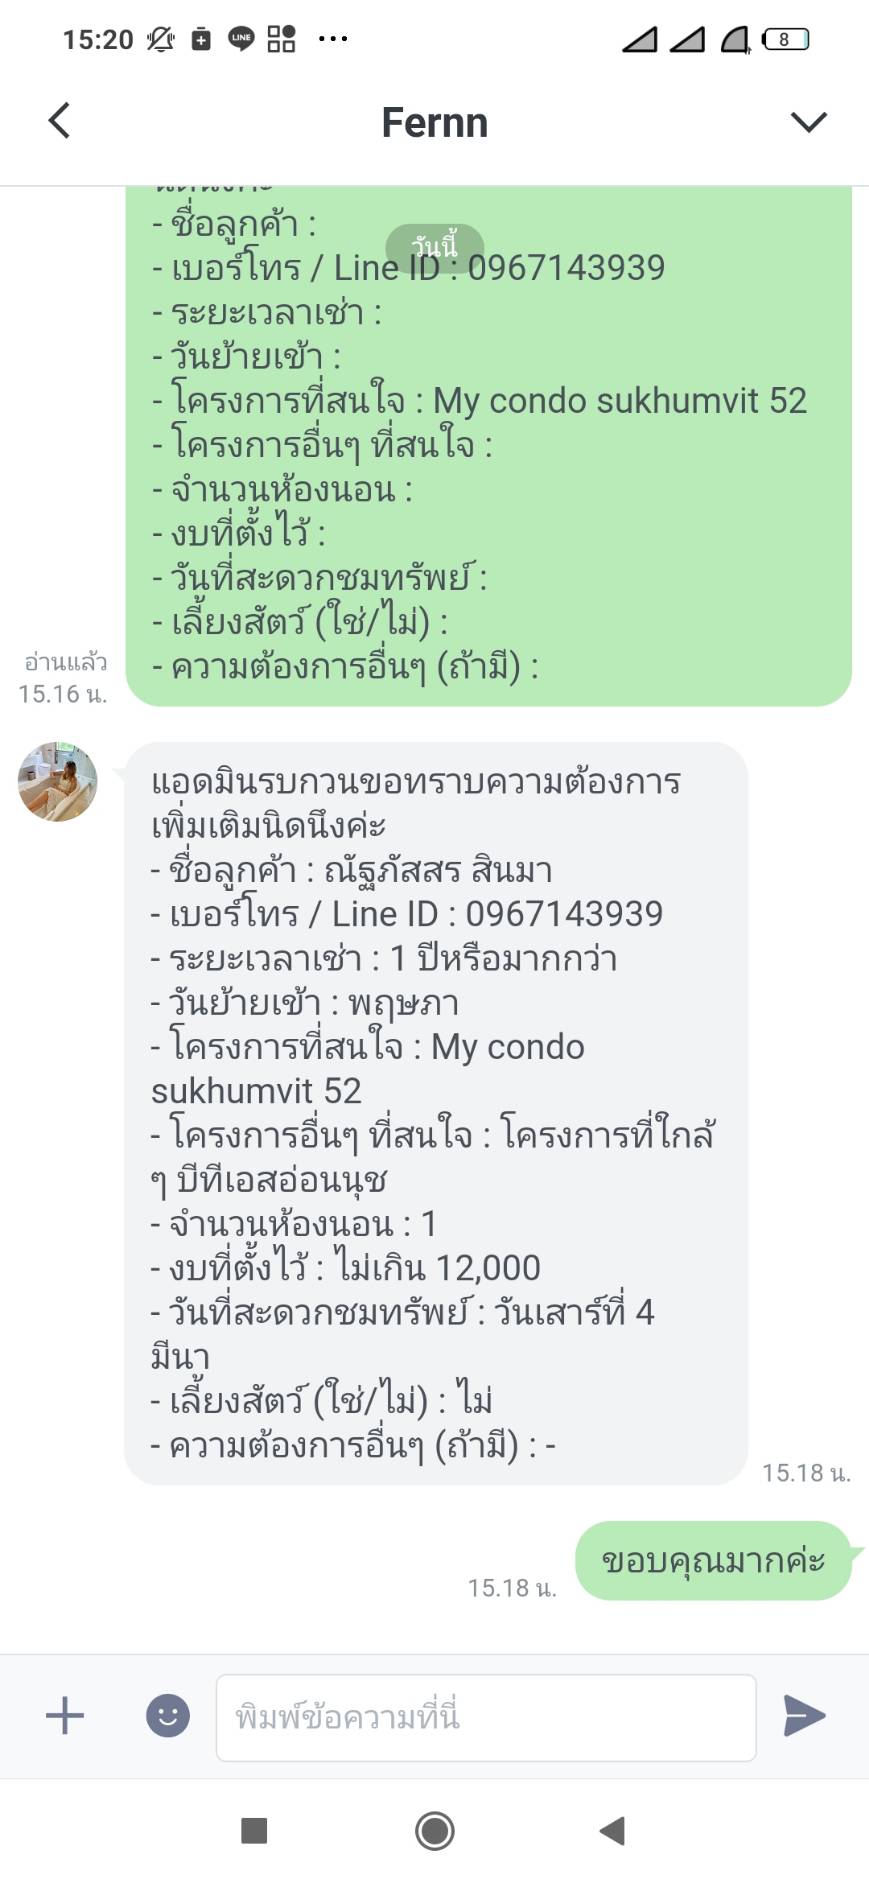 15:20
LINE
8
Fernn
วันนี้
- ชื่อลูกค้า :
- เบอร์โทร / Line ID : 0967143939
- ระยะเวลาเช่า :
- วันย้ายเข้า :
- โครงการที่สนใจ : My condo sukhumvit 52
- โครงการอื่นๆ ที่สนใจ :
- จำนวนห้องนอน :
- งบที่ตั้งไว้ :
- วันที่สะดวกชมทรัพย์ :
- เลี้ยงสัตว์ (ใช่/ไม่) :
- ความต้องการอื่นๆ (ถ้ามี) :
อ่านแล้ว
15.16 น.
แอดมินรบกวนขอทราบความต้องการ
เพิ่มเติมนิดนึงค่ะ
- ชื่อลูกค้า : ณัฐภัสสร สินมา
- เบอร์โทร / Line ID : 0967143939
- ระยะเวลาเช่า : 1 ปีหรือมากกว่า
- วันย้ายเข้า : พฤษภา
- โครงการที่สนใจ : My condo
sukhumvit 52
- โครงการอื่นๆ ที่สนใจ : โครงการที่ใกล้
ๆ บีทีเอสอ่อนนุช
- จำนวนห้องนอน : 1
- งบที่ตั้งไว้ : ไม่เกิน 12,000
- วันที่สะดวกชมทรัพย์ : วันเสาร์ที่ 4
มีนา
- เลี้ยงสัตว์ (ใช่/ไม่) : ไม่
- ความต้องการอื่นๆ (ถ้ามี) : -
15.18 น.
ขอบคุณมากค่ะ
15.18 น.
พิมพ์ข้อความที่นี่